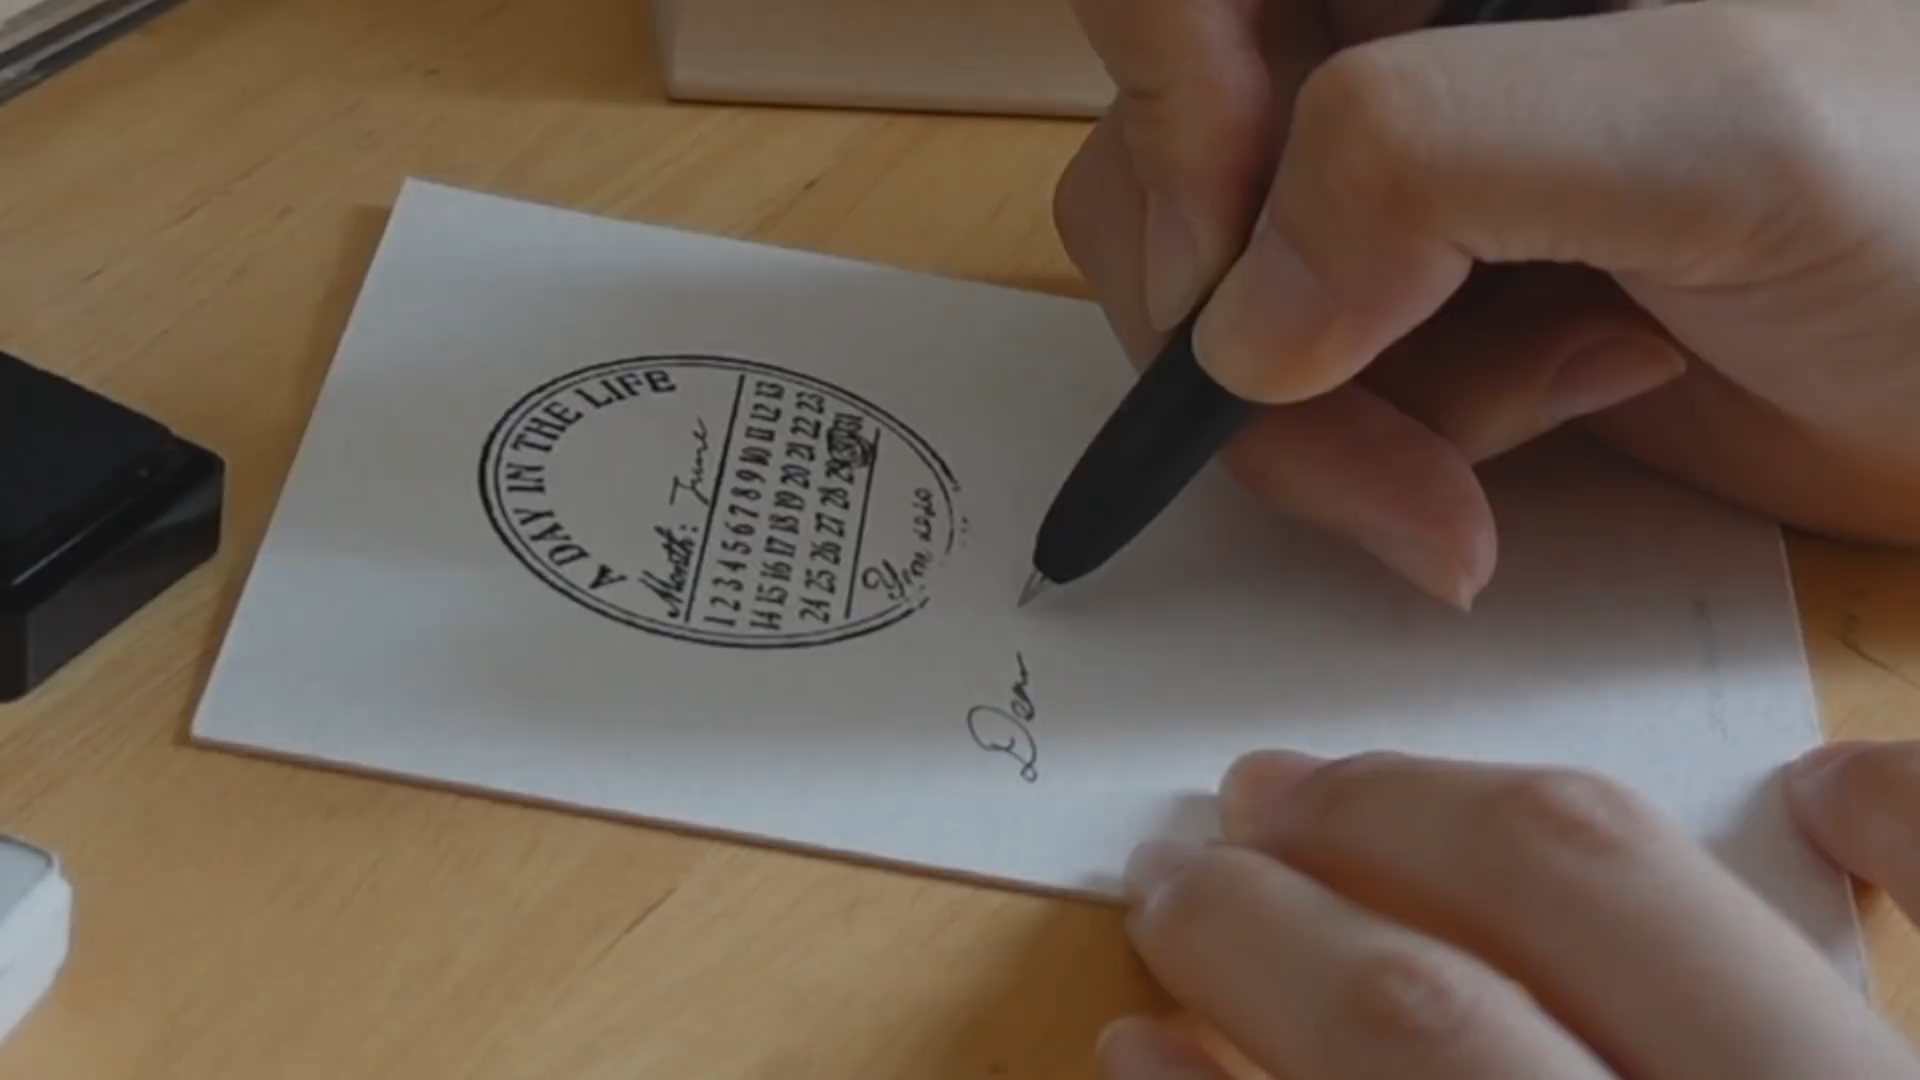 A DAY IN THE LIFE
Month: June
1 2 3 4 5 6 7 8 9 10 11 12 13
14 15 16 17 18 19 20 21 22 23
24 25 26 27 28 29 30 31
2020
Dear